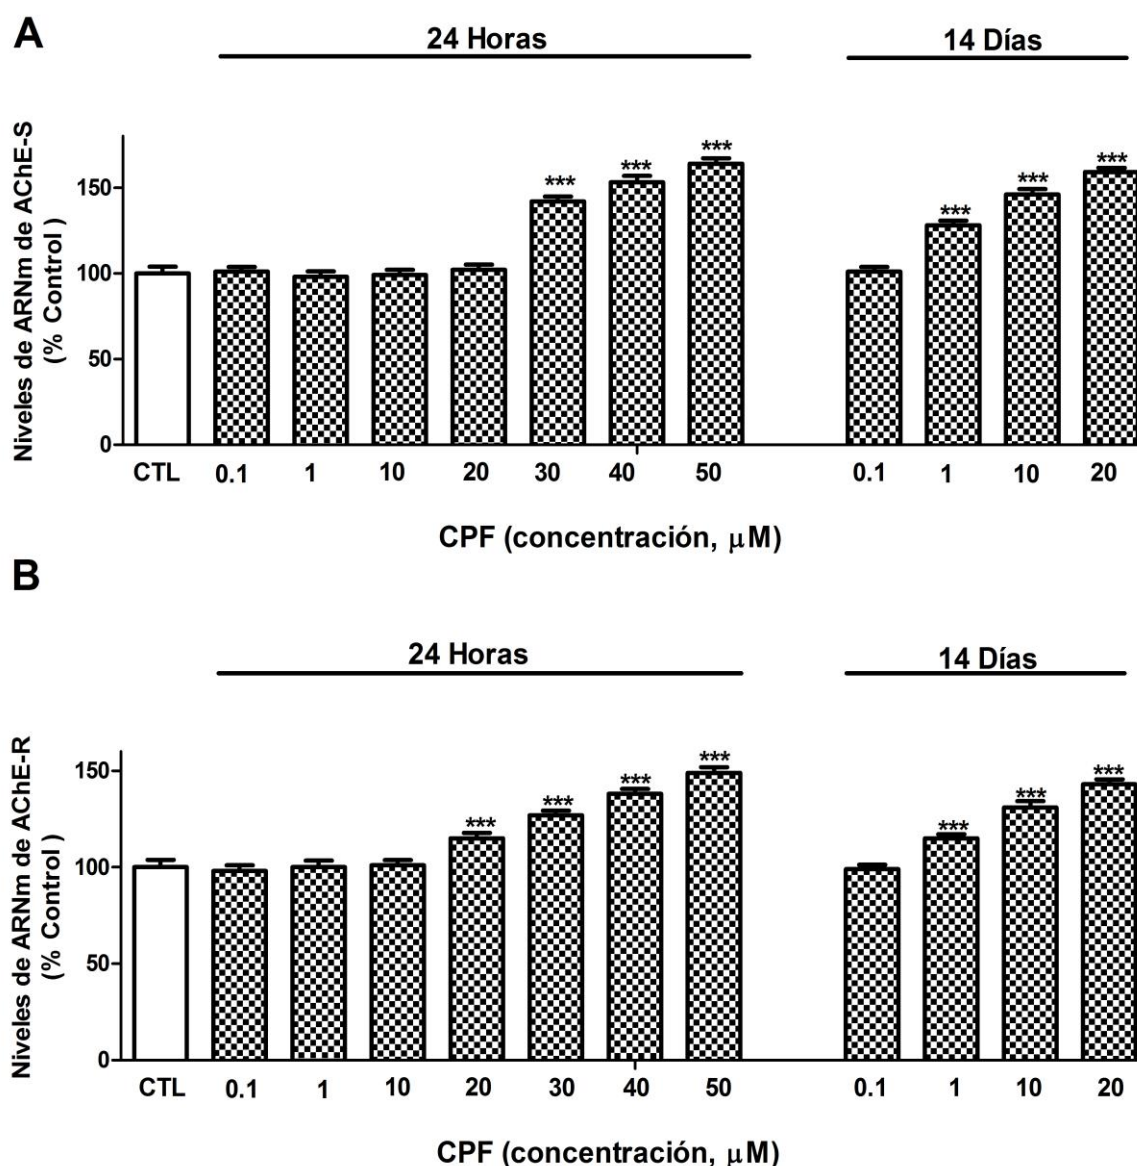 A
24 Horas
14 Días
Niveles de ARNm de AChE-S
(% Control )
150
100
50
0
*** *** *** *** *** ***
CTL 0.1 1 10 20 30 40 50 0.1 1 10 20
CPF (concentración, μM)
B
24 Horas
14 Días
Niveles de ARNm de AChE-R
(% Control )
150
100
50
0
*** *** *** *** *** *** ***
CTL 0.1 1 10 20 30 40 50 0.1 1 10 20
CPF (concentración, μM)